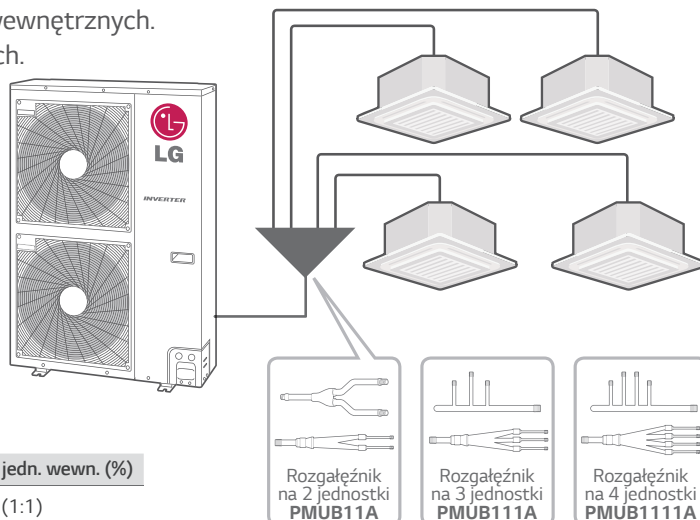 wewnętrznych.
ch.
LG
INVERTER
jedn. wewn. (%)
(1:1)
Rozgałęźnik
na 2 jednostki
PMUB11A
Rozgałęźnik
na 3 jednostki
PMUB111A
Rozgałęźnik
na 4 jednostki
PMUB1111A